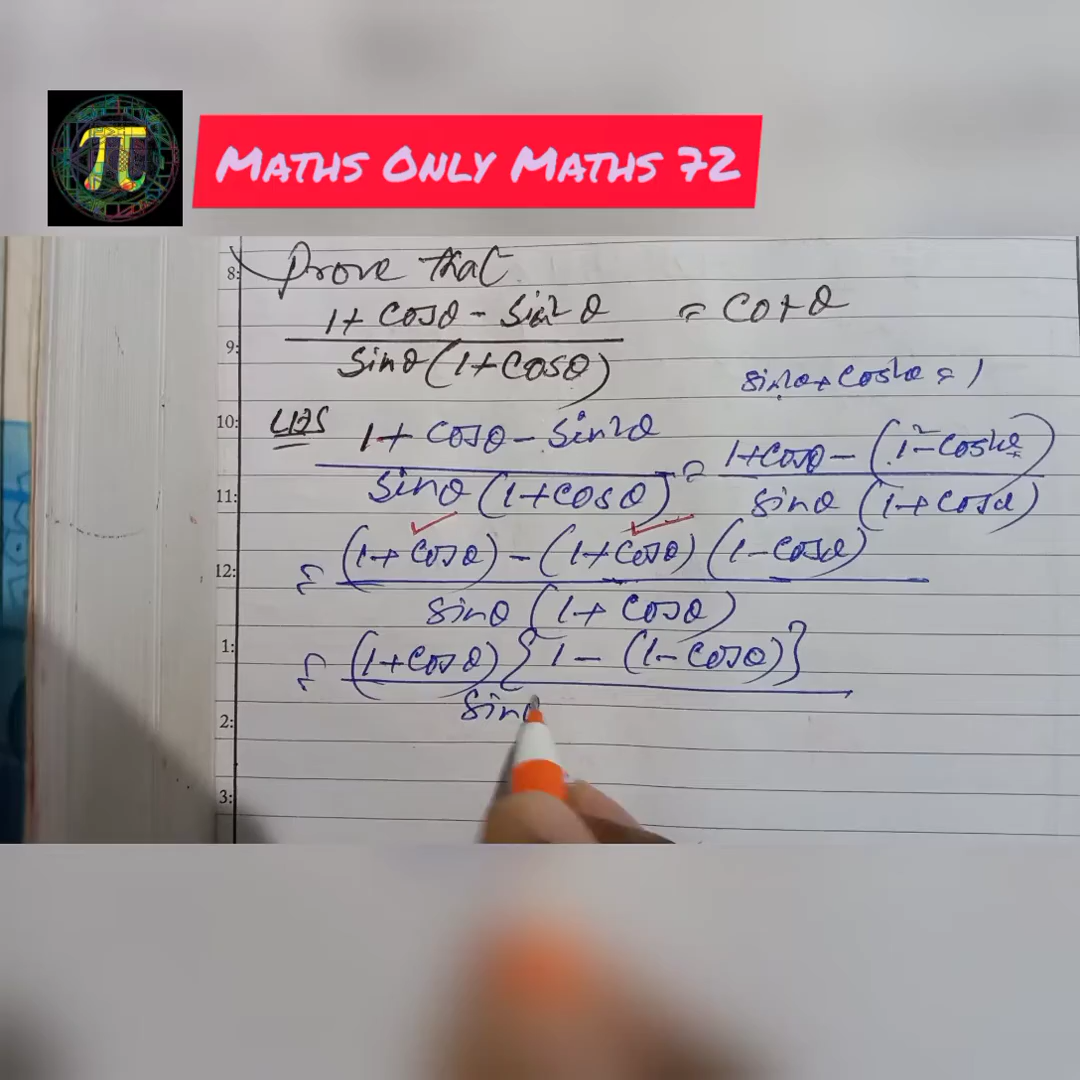 π
MATHS ONLY MATHS 72
8:
Prove that
1 + cosθ - sin²θ = cotθ
9:
sinθ(1+cosθ)
sin²θ + cos²θ = 1
10:
LHS
1 + cosθ - sin²θ = 1+cosθ - (1² - cos²θ)
11:
sinθ (1+cosθ) sinθ (1+cosθ)
12:
= (1+cosθ) - (1+cosθ) (1-cosθ)
sinθ (1+cosθ)
1:
= (1+cosθ) { 1 - (1-cosθ)}
2:
sinθ
3: